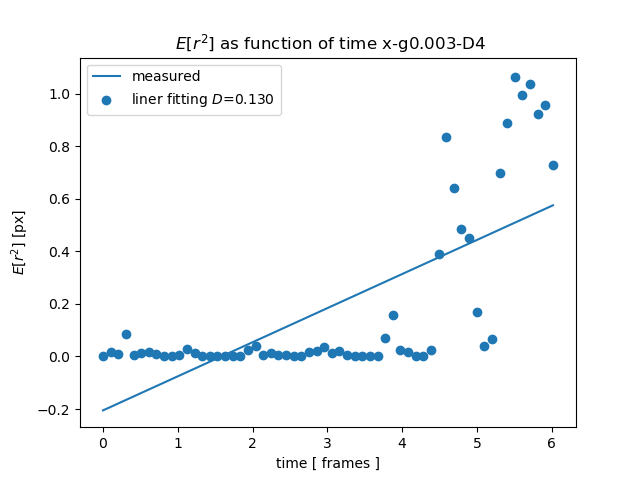 E[r²] as function of time x-g0.003-D4
measured
liner fitting D=0.130
1.0
0.8
0.6
0.4
0.2
0.0
−0.2
E[r²] [px]
0 1 2 3 4 5 6
time [ frames ]